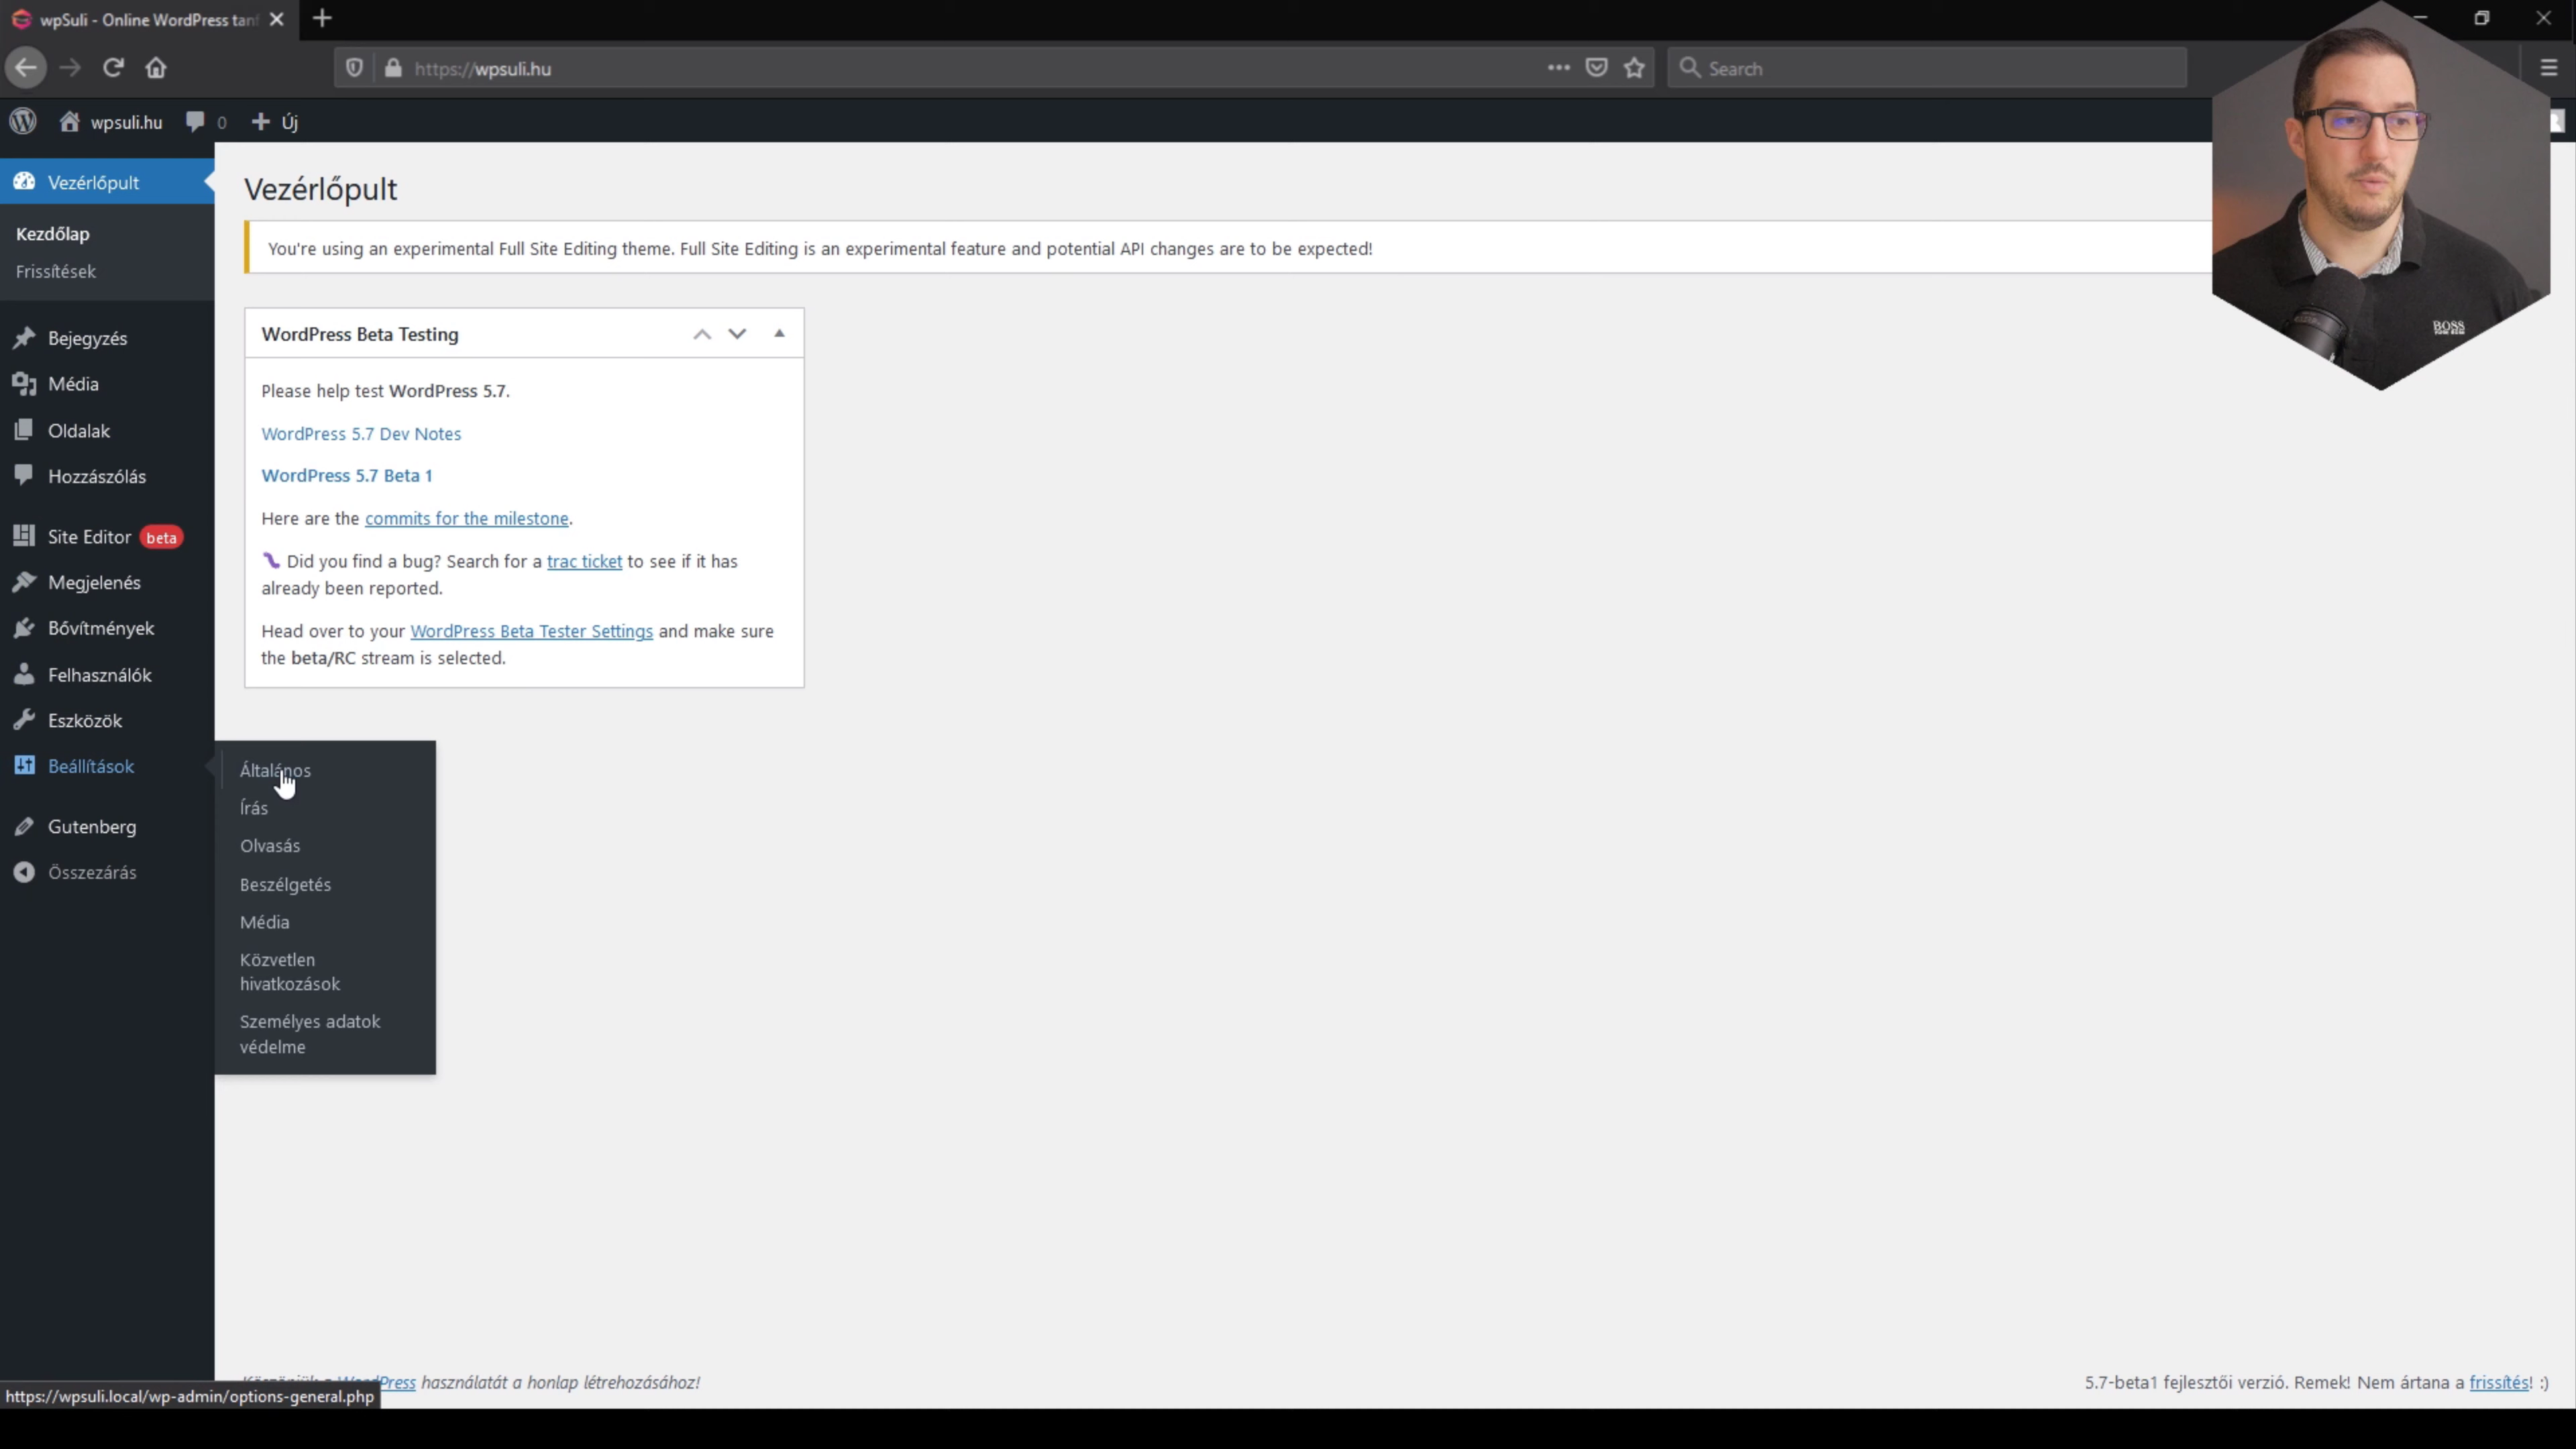 wpSuli - Online WordPress tan
https://wpsuli.hu
Search
wpsuli.hu
0
Új
Vezérlőpult
Kezdőlap
Frissítések
Bejegyzés
Média
Oldalak
Hozzászólás
Site Editor beta
Megjelenés
Bővítmények
Felhasználók
Eszközök
Beállítások
Gutenberg
Összezárás
Általános
Írás
Olvasás
Beszélgetés
Média
Közvetlen
hivatkozások
Személyes adatok
védelme
Vezérlőpult
You're using an experimental Full Site Editing theme. Full Site Editing is an experimental feature and potential API changes are to be expected!
WordPress Beta Testing
Please help test WordPress 5.7.
WordPress 5.7 Dev Notes
WordPress 5.7 Beta 1
Here are the commits for the milestone.
Did you find a bug? Search for a trac ticket to see if it has
already been reported.
Head over to your WordPress Beta Tester Settings and make sure
the beta/RC stream is selected.
BOSS
WordPress használatát a honlap létrehozásához!
5.7-beta1 fejlesztői verzió. Remek! Nem ártana a frissítés! :)
https://wpsuli.local/wp-admin/options-general.php